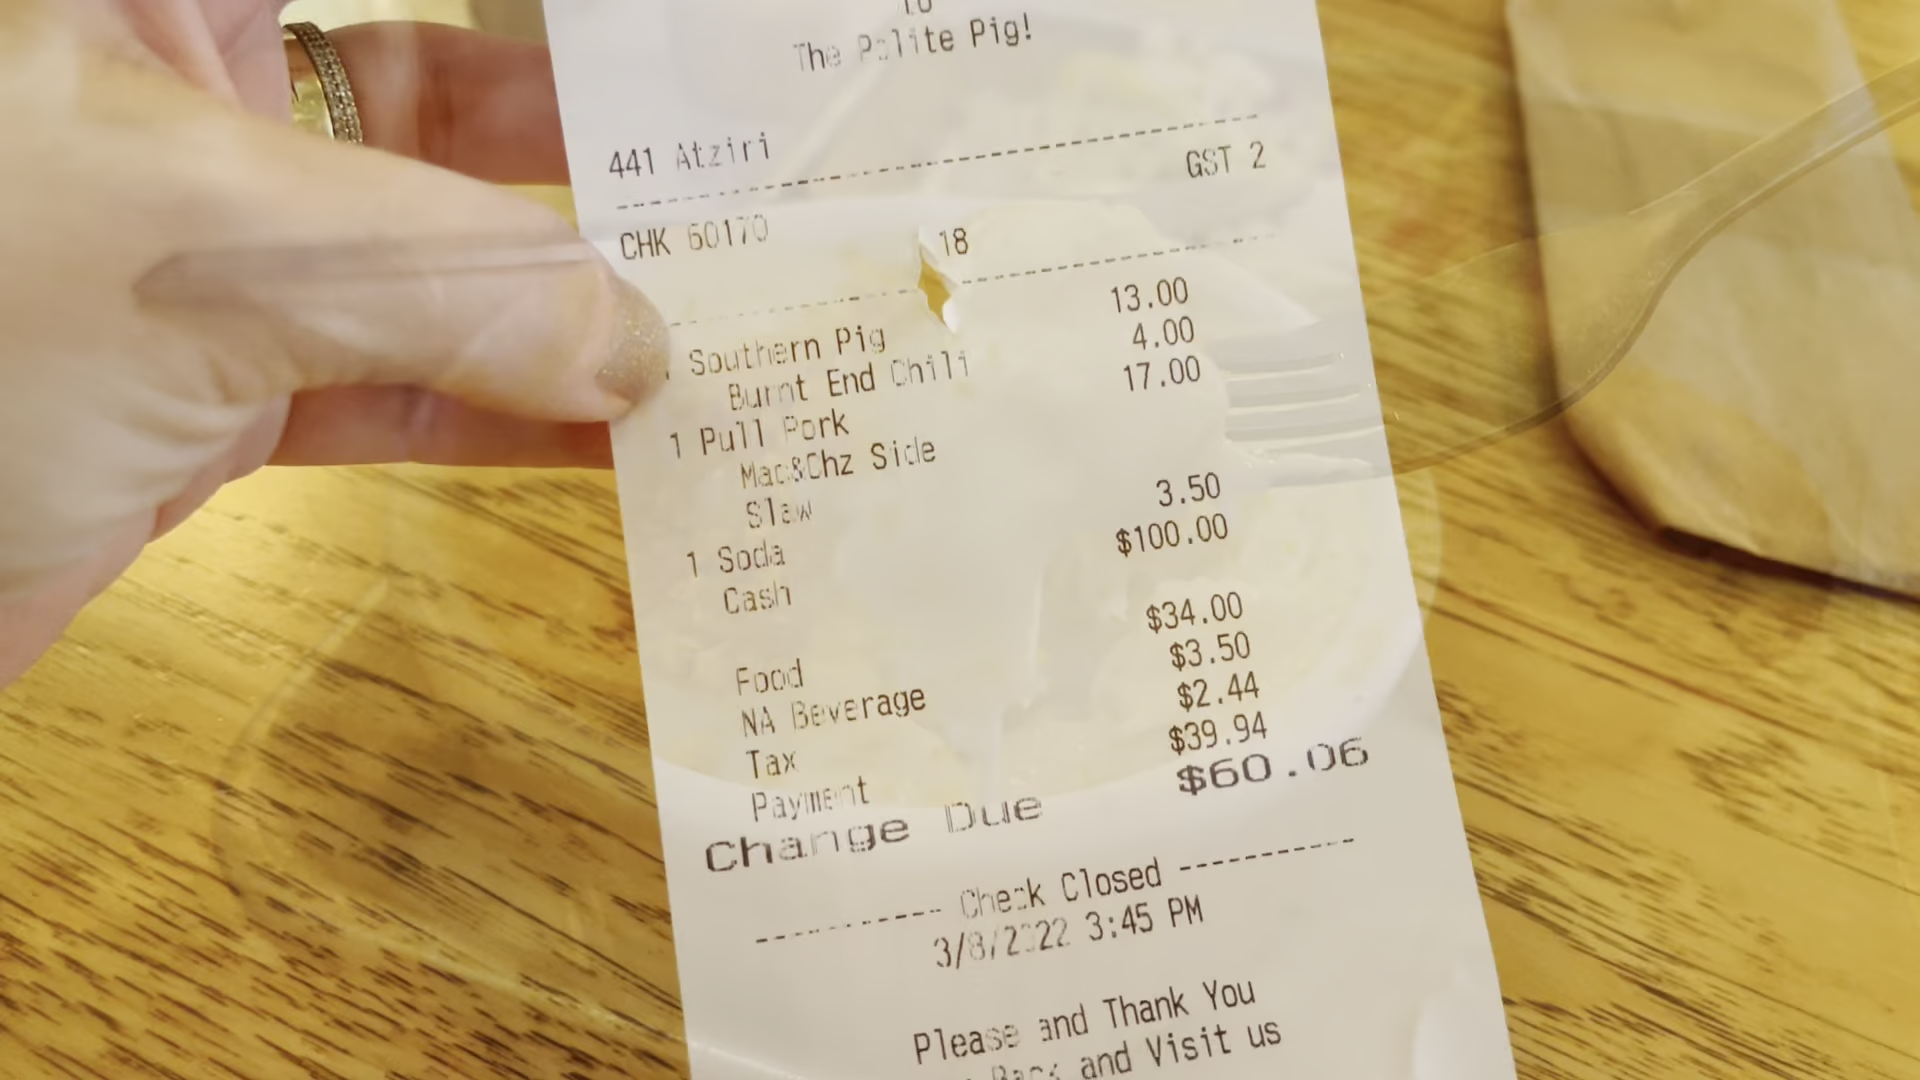 The Polite Pig!
441 Atziri
GST 2
CHK 60170
18
Southern Pig 13.00
Burnt End Chili 4.00
1 Pull Pork 17.00
Mac&Chz Side
Slaw
1 Soda 3.50
Cash $100.00
Food $34.00
NA Beverage $3.50
Tax $2.44
Payment $39.94
Change Due $60.06
---------- Check Closed ----------
3/8/2022 3:45 PM
Please and Thank You
Back and Visit us